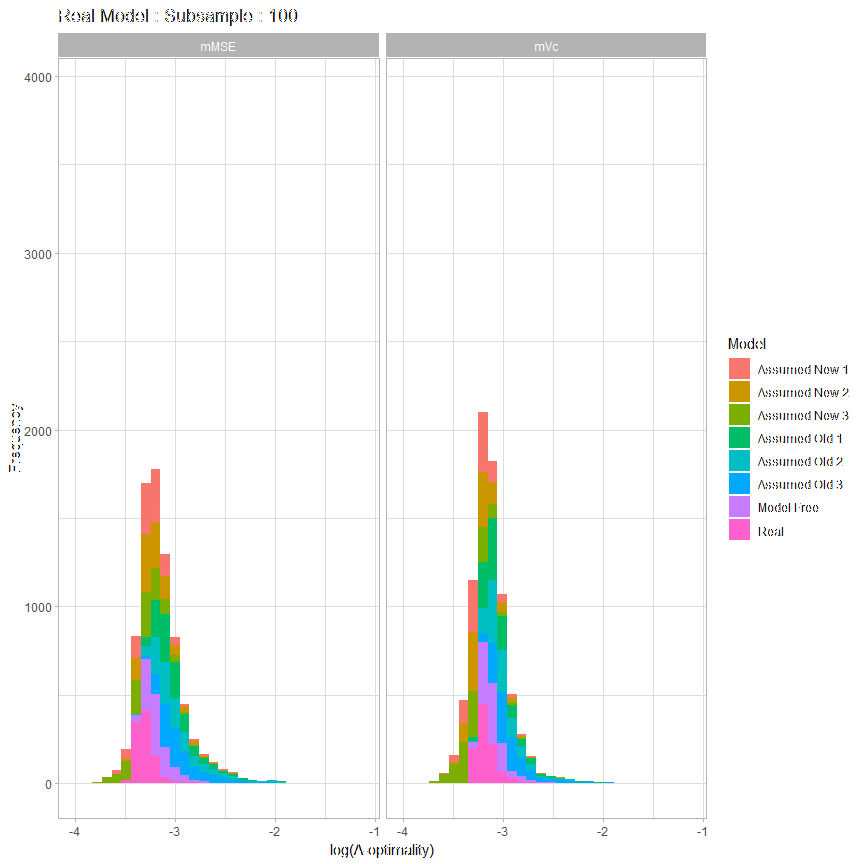 Real Model : Subsample : 100
mMSE
mVc
4000
3000
2000
1000
0
Frequency
-4
-3
-2
-1
-4
-3
-2
-1
log(A-optimality)
Model
Assumed New 1
Assumed New 2
Assumed New 3
Assumed Old 1
Assumed Old 2
Assumed Old 3
Model Free
Real